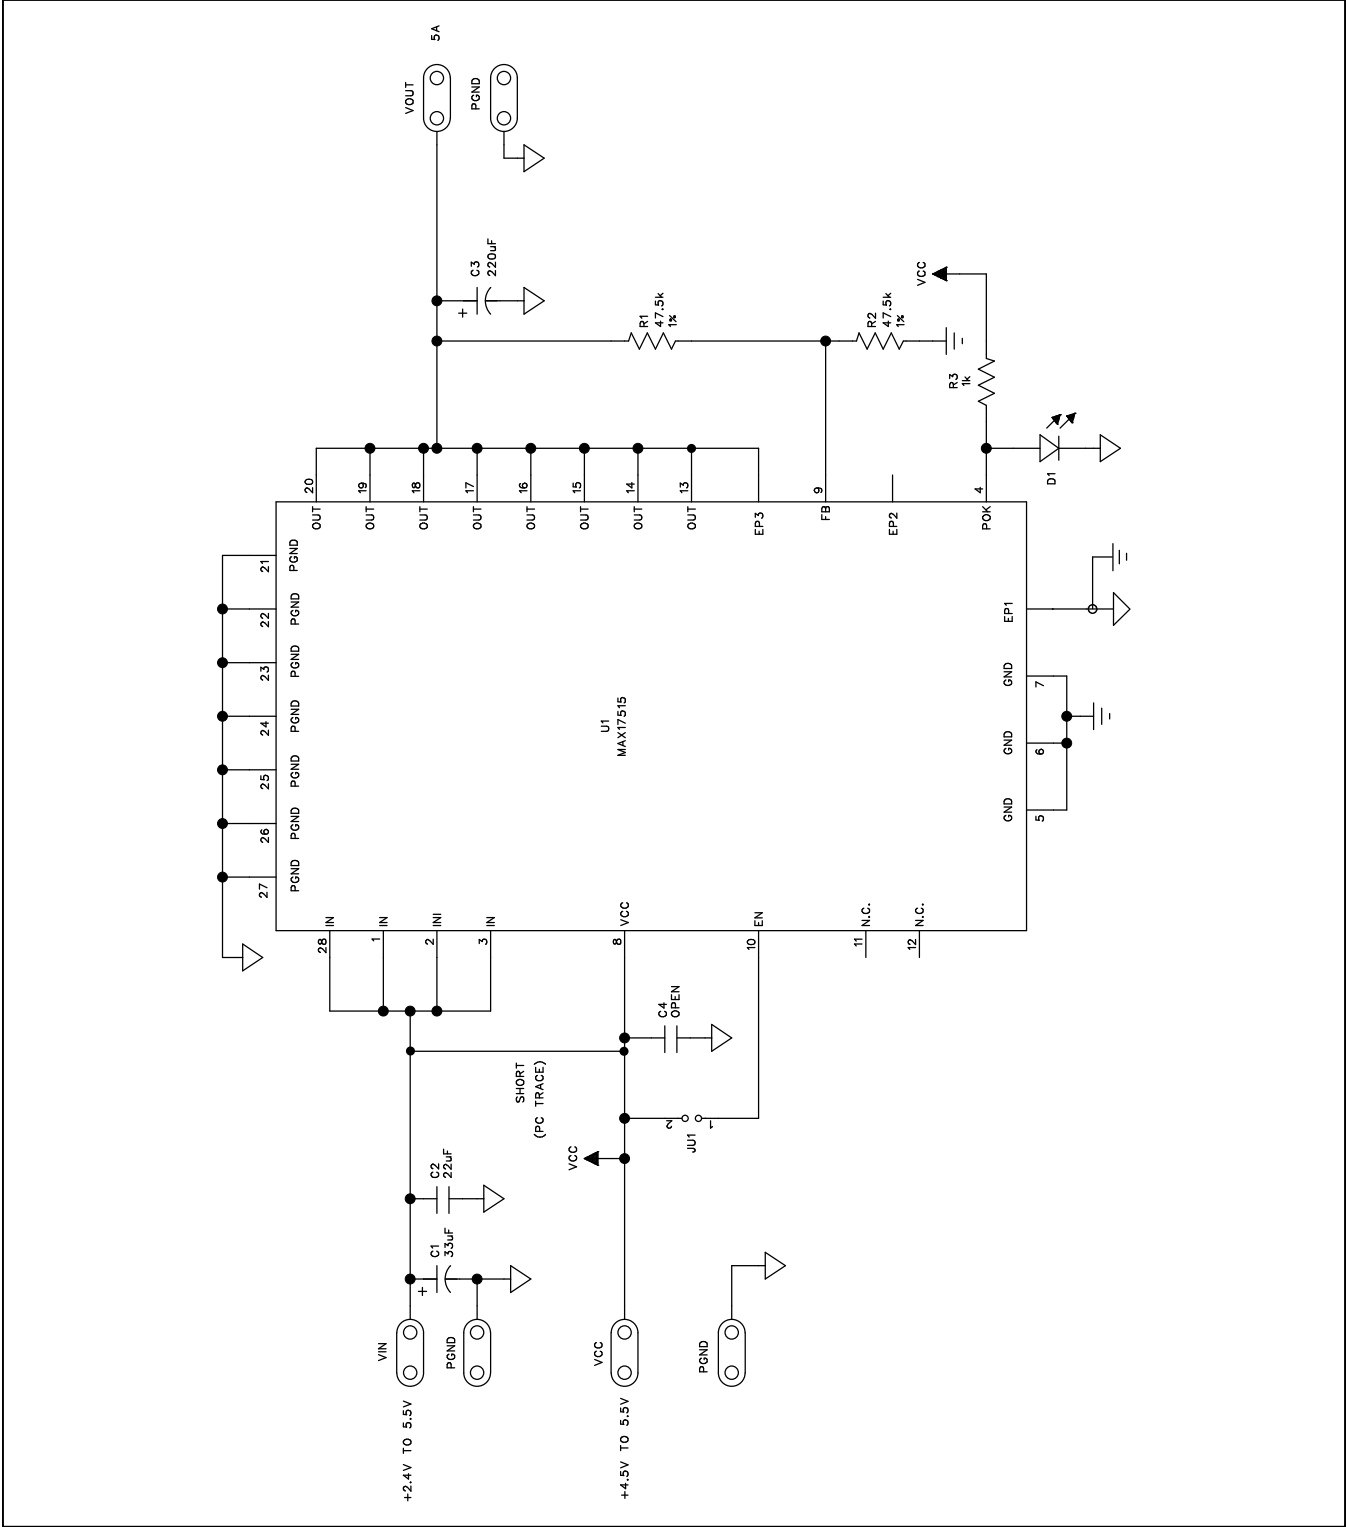 +2.4V TO 5.5V
VIN
PGND
C1
33uF
+
C2
22uF
SHORT
(PC TRACE)
+4.5V TO 5.5V
VCC
VCC
PGND
JU1
2
1
C4
OPEN
28
IN
1
IN
2
INI
3
IN
8
VCC
10
EN
11
N.C.
12
N.C.
27
PGND
26
PGND
25
PGND
24
PGND
23
PGND
22
PGND
21
PGND
U1
MAX17515
5
GND
6
GND
7
GND
EP1
OUT
20
OUT
19
OUT
18
OUT
17
OUT
16
OUT
15
OUT
14
OUT
13
EP3
FB
9
EP2
POK
4
D1
R3
1k
VCC
R1
47.5k
1%
R2
47.5k
1%
+
C3
220uF
VOUT
5A
PGND